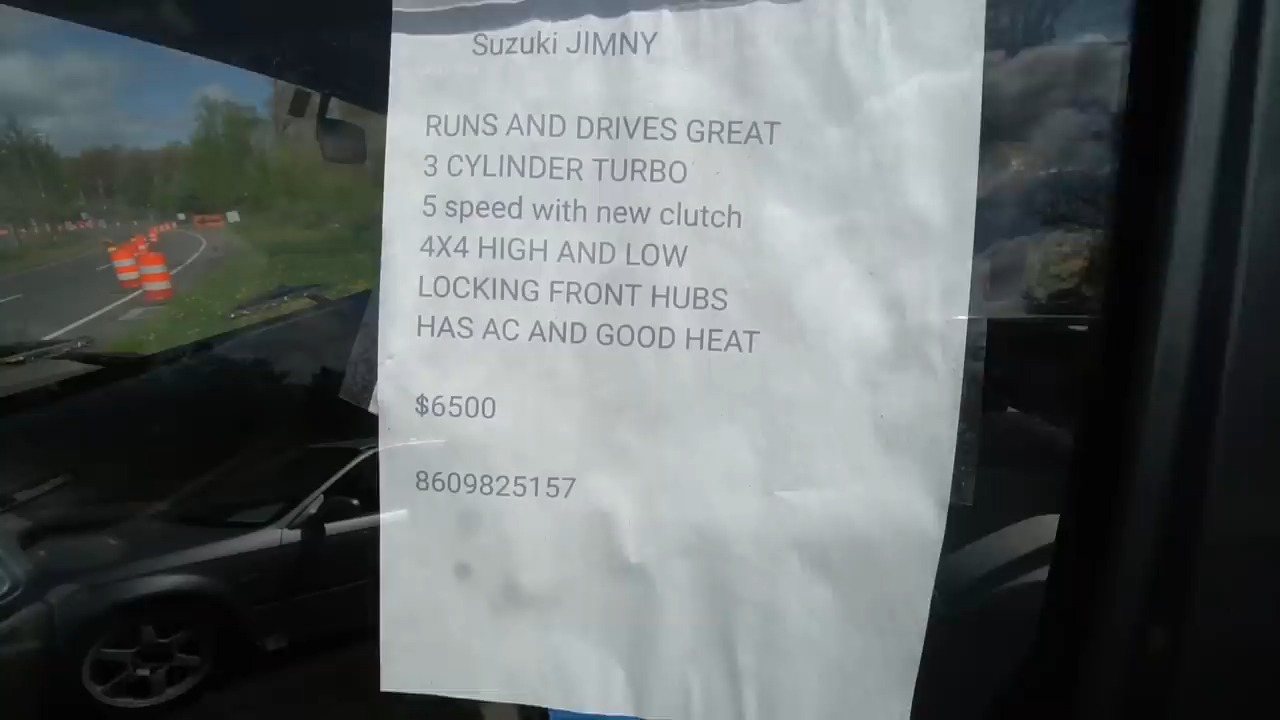 Suzuki JIMNY
RUNS AND DRIVES GREAT
3 CYLINDER TURBO
5 speed with new clutch
4X4 HIGH AND LOW
LOCKING FRONT HUBS
HAS AC AND GOOD HEAT
$6500
8609825157